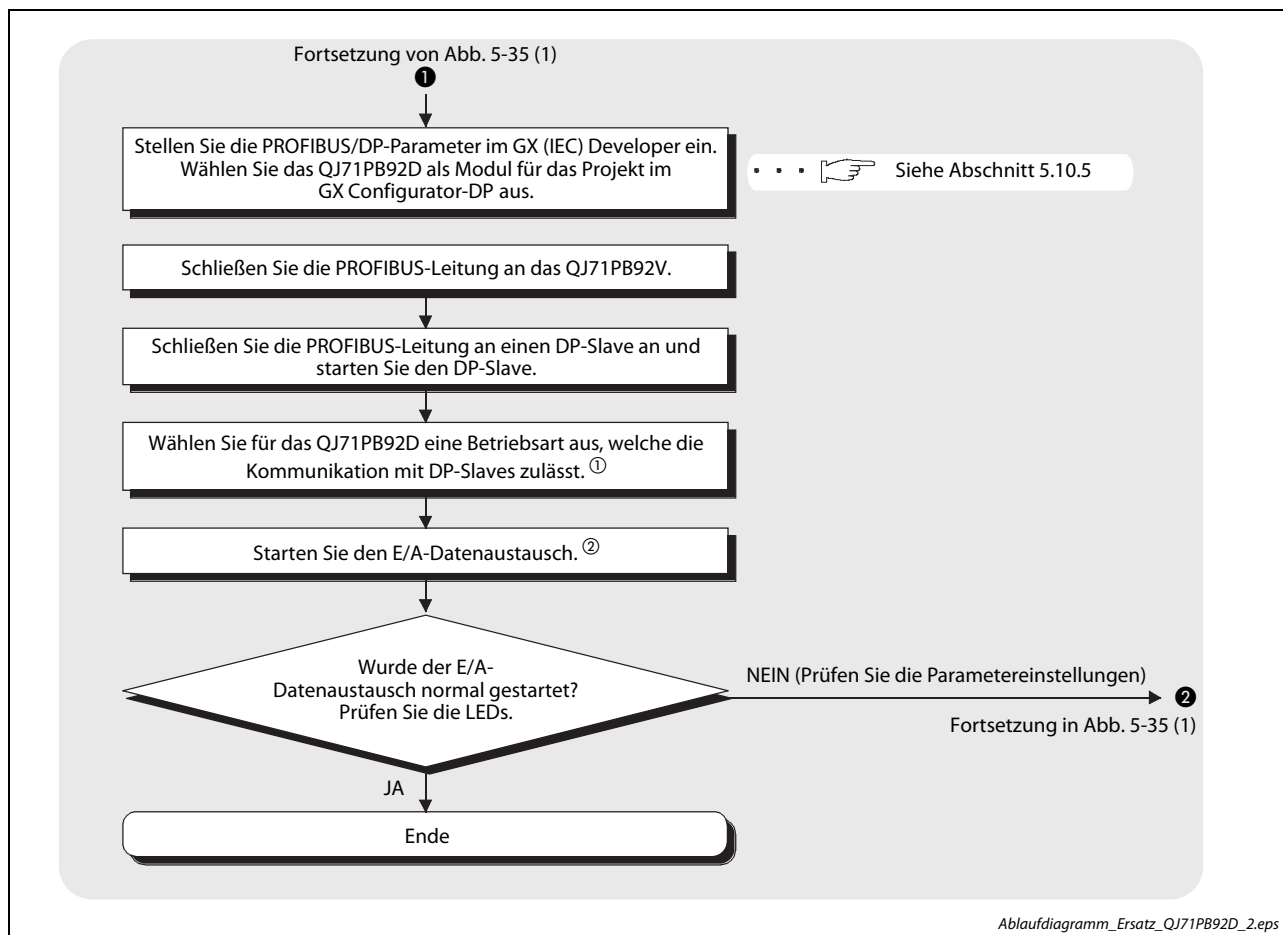 Fortsetzung von Abb. 5-35 (1)
❶
Stellen Sie die PROFIBUS/DP-Parameter im GX (IEC) Developer ein.
Wählen Sie das QJ71PB92D als Modul für das Projekt im
GX Configurator-DP aus.
Siehe Abschnitt 5.10.5
Schließen Sie die PROFIBUS-Leitung an das QJ71PB92V.
Schließen Sie die PROFIBUS-Leitung an einen DP-Slave an und
starten Sie den DP-Slave.
Wählen Sie für das QJ71PB92D eine Betriebsart aus, welche die
Kommunikation mit DP-Slaves zulässt. ①
Starten Sie den E/A-Datenaustausch. ②
Wurde der E/A-
Datenaustausch normal gestartet?
Prüfen Sie die LEDs.
NEIN (Prüfen Sie die Parametereinstellungen)
❷
Fortsetzung in Abb. 5-35 (1)
JA
Ende
Ablaufdiagramm_Ersatz_QJ71PB92D_2.eps